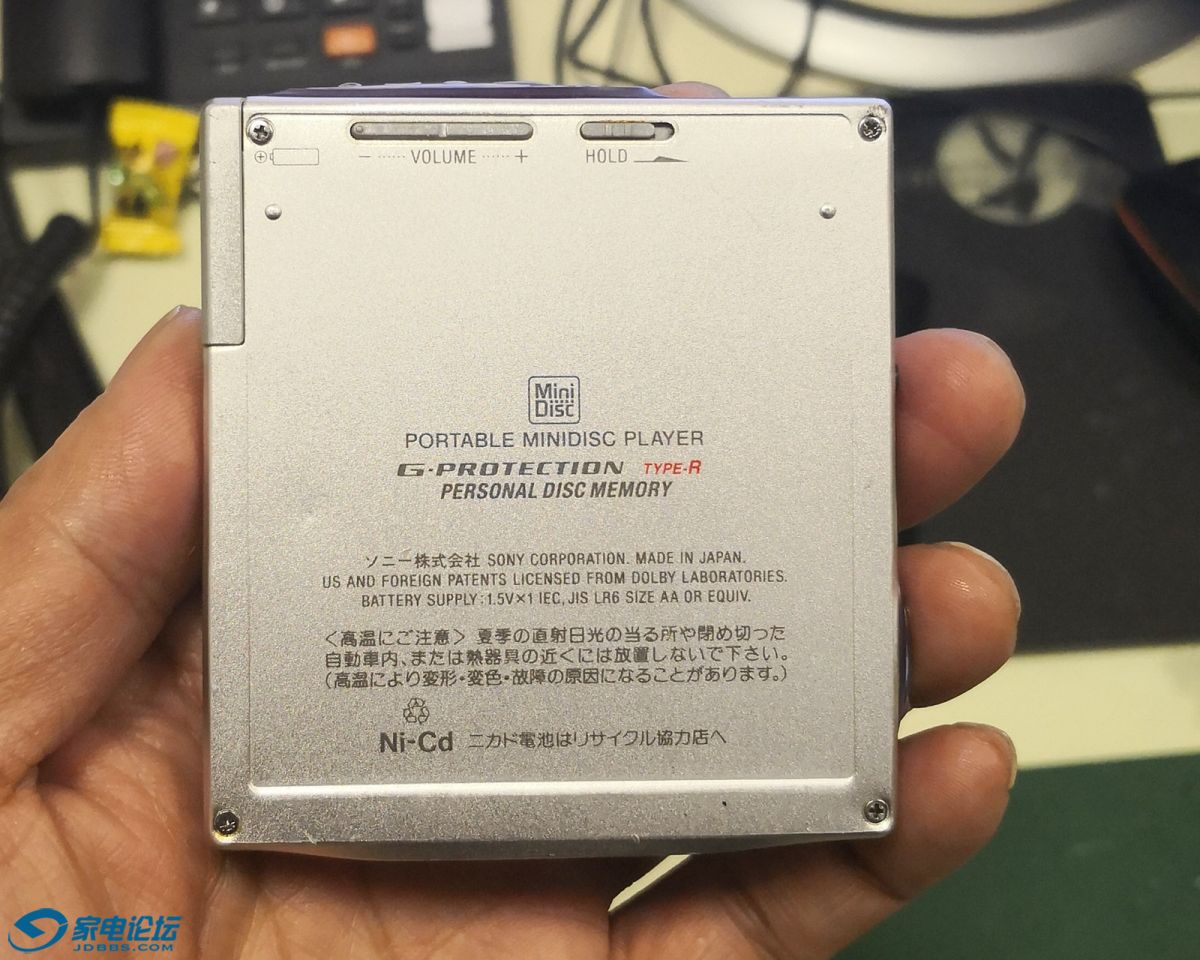 ⊕
− ······ VOLUME ······ +
HOLD
Mini
Disc
PORTABLE MINIDISC PLAYER
G·PROTECTION TYPE-R
PERSONAL DISC MEMORY
ソニー株式会社 SONY CORPORATION. MADE IN JAPAN.
US AND FOREIGN PATENTS LICENSED FROM DOLBY LABORATORIES.
BATTERY SUPPLY:1.5V×1 IEC, JIS LR6 SIZE AA OR EQUIV.
<高温にご注意> 夏季の直射日光の当る所や閉め切った
自動車内、または熱器具の近くには放置しないで下さい。
(高温により変形・変色・故障の原因になることがあります。)
Ni-Cd ニカド電池はリサイクル協力店へ
家电论坛
JDBBS.COM